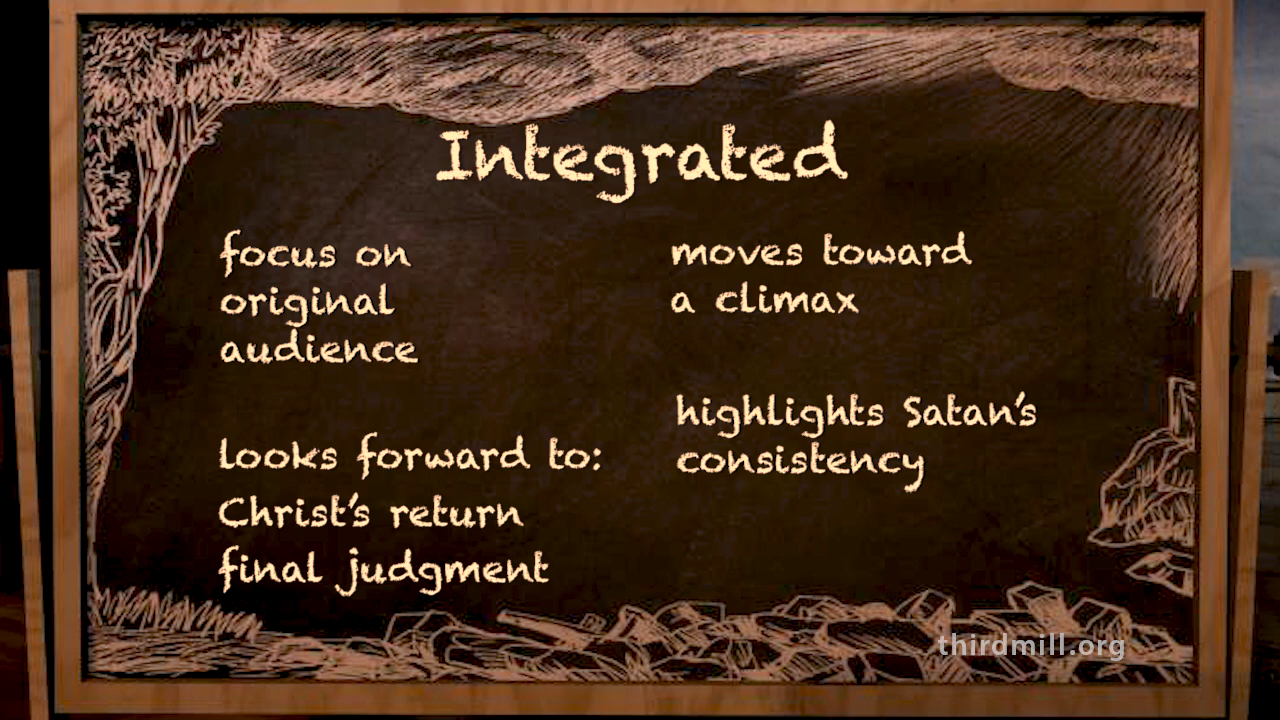 Integrated
focus on
original
audience
looks forward to:
Christ's return
final judgment
moves toward
a climax
highlights Satan's
consistency
thirdmill.org